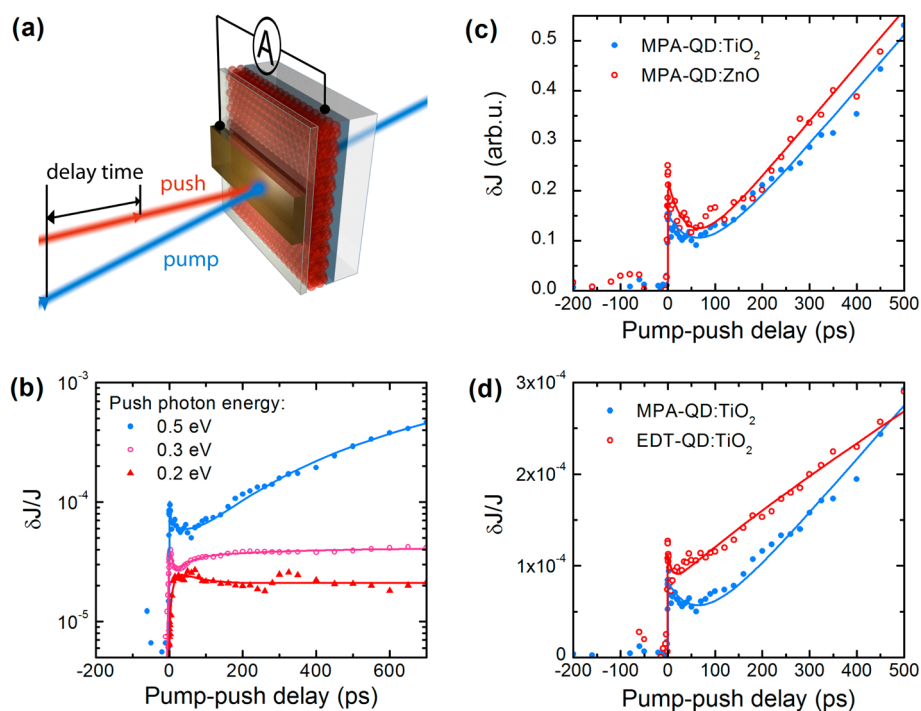 (a)
A
delay time
push
pump
(b)
δJ/J
10⁻³
10⁻⁴
10⁻⁵
Push photon energy:
0.5 eV
0.3 eV
0.2 eV
-200 0 200 400 600
Pump-push delay (ps)
(c)
δJ (arb.u.)
0.5
0.4
0.3
0.2
0.1
0.0
MPA-QD:TiO₂
MPA-QD:ZnO
-200 -100 0 100 200 300 400 500
Pump-push delay (ps)
(d)
δJ/J
3x10⁻⁴
2x10⁻⁴
1x10⁻⁴
0
MPA-QD:TiO₂
EDT-QD:TiO₂
-200 -100 0 100 200 300 400 500
Pump-push delay (ps)